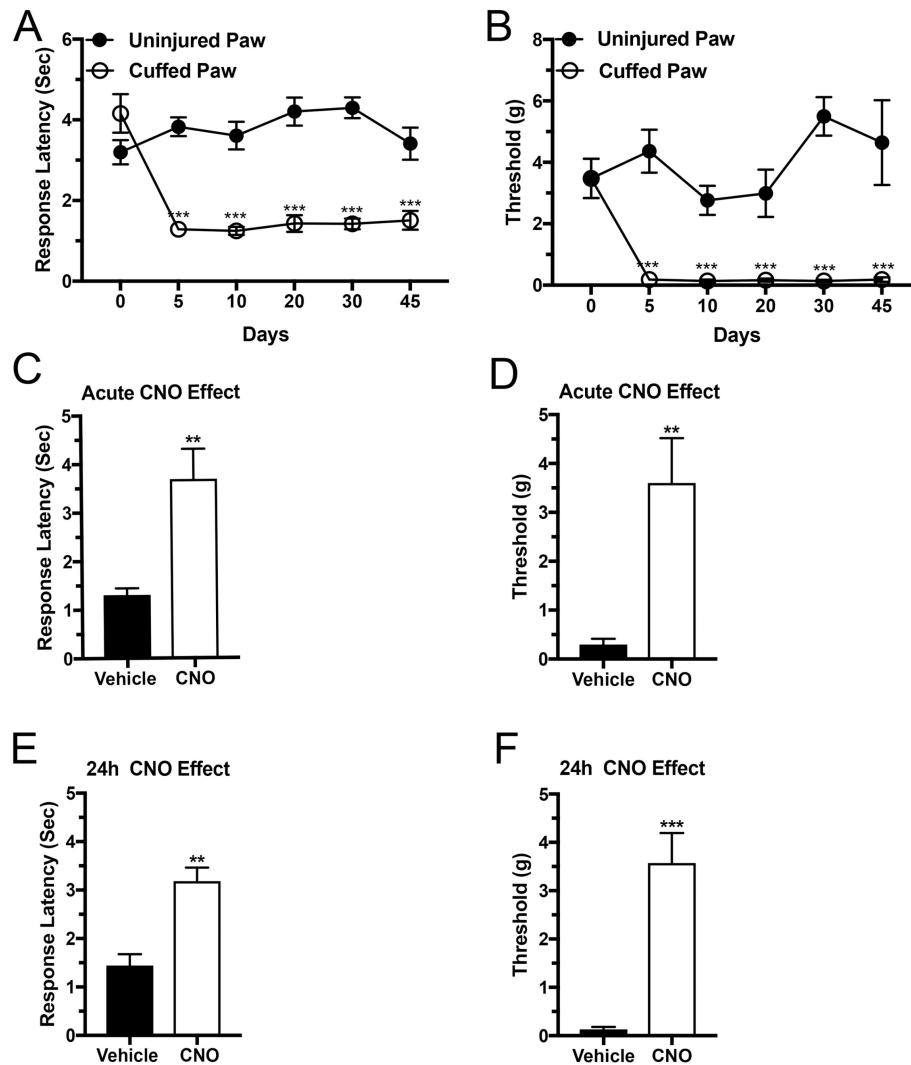 A
Uninjured Paw
Cuffed Paw
Response Latency (Sec)
6
4
2
0
*** *** *** *** ***
0 5 10 20 30 45
Days
B
Uninjured Paw
Cuffed Paw
Threshold (g)
8
6
4
2
0
*** *** *** *** ***
0 5 10 20 30 45
Days
C
Acute CNO Effect
Response Latency (Sec)
5
4
3
2
1
0
**
Vehicle CNO
D
Acute CNO Effect
Threshold (g)
5
4
3
2
1
0
**
Vehicle CNO
E
24h CNO Effect
Response Latency (Sec)
5
4
3
2
1
0
**
Vehicle CNO
F
24h CNO Effect
Threshold (g)
5
4
3
2
1
0
***
Vehicle CNO